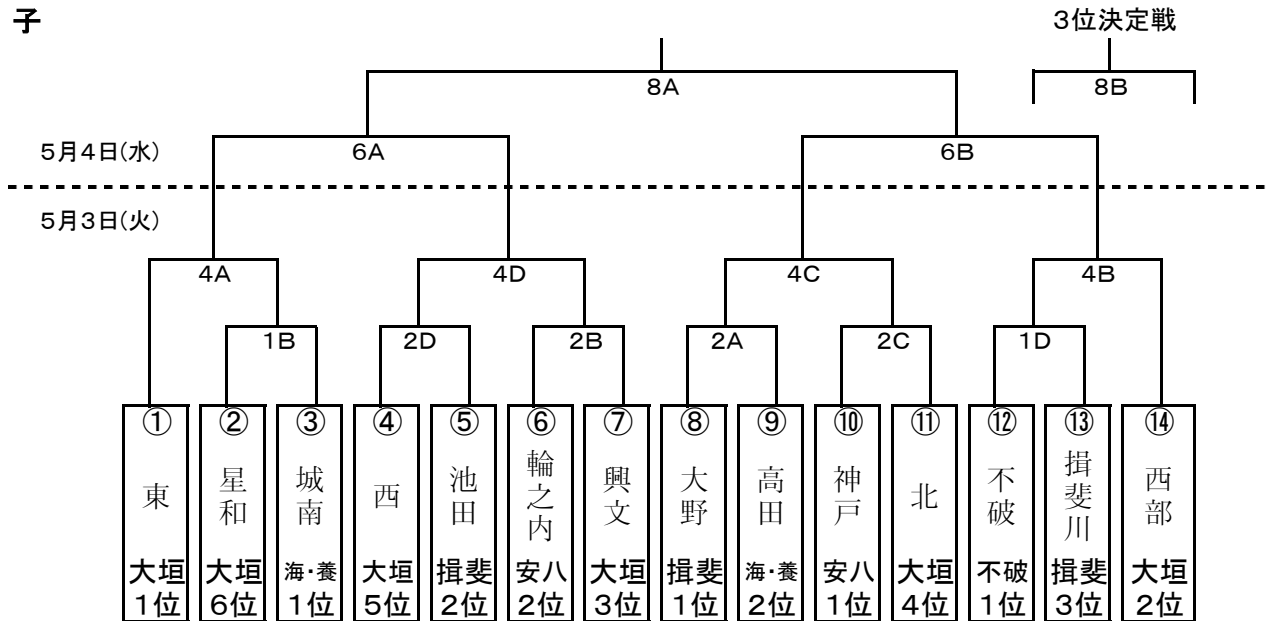 子
3位決定戦
8A
8B
5月4日(水)
6A
6B
5月3日(火)
4A
4D
4C
4B
1B
2D
2B
2A
2C
1D
① ② ③ ④ ⑤ ⑥ ⑦ ⑧ ⑨ ⑩ ⑪ ⑫ ⑬ ⑭
東 星和 城南 西 池田 輪之内 興文 大野 高田 神戸 北 不破 揖斐川 西部
大垣 大垣 海・養 大垣 揖斐 安八 大垣 揖斐 海・養 安八 大垣 不破 揖斐 大垣
1位 6位 1位 5位 2位 2位 3位 1位 2位 1位 4位 1位 3位 2位